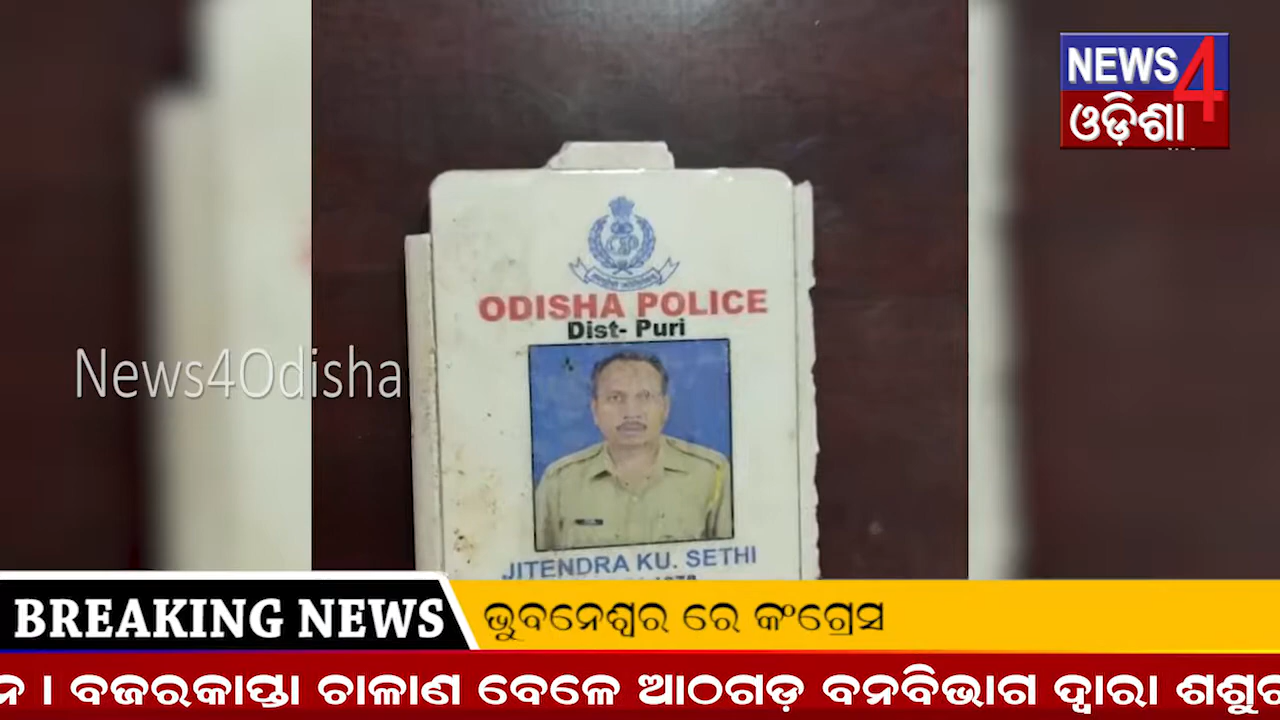 NEWS 4
ଓଡ଼ିଶା
ODISHA POLICE
Dist- Puri
News4Odisha
JITENDRA KU. SETHI
BREAKING NEWS
ଭୁବନେଶ୍ୱର ରେ କଂଗ୍ରେସ
ନ । ବଜରକାପ୍ତା ଚାଳାଣ ବେଳେ ଆଠଗଡ଼ ବନବିଭାଗ ଦ୍ୱାରା